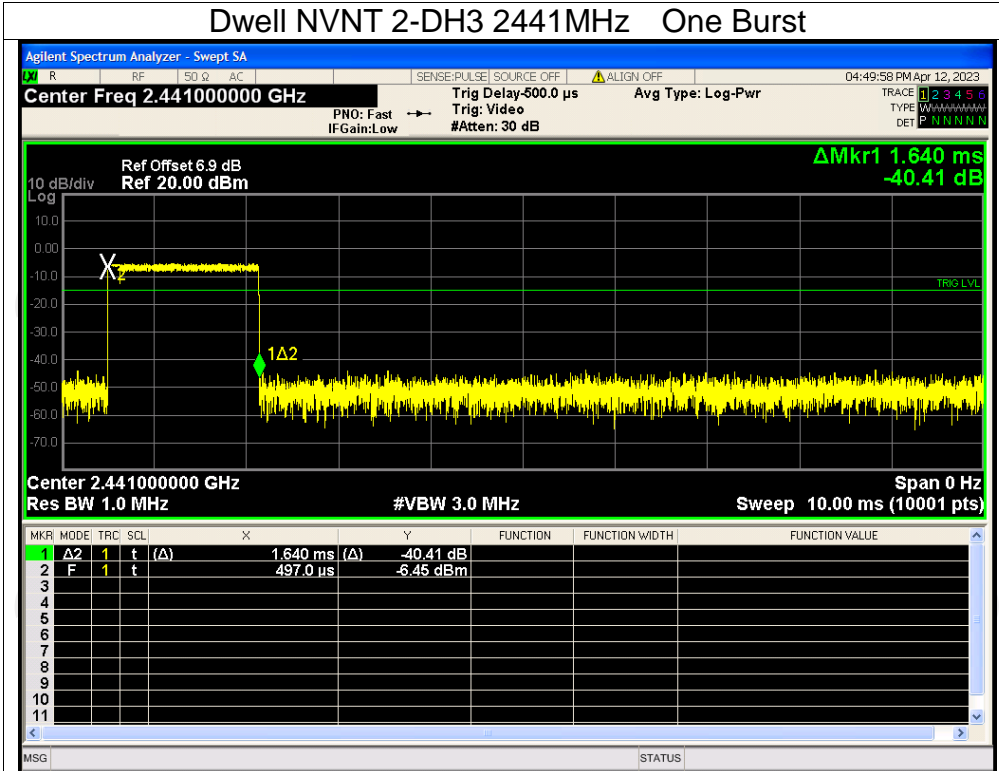 Dwell NVNT 2-DH3 2441MHz One Burst
Agilent Spectrum Analyzer - Swept SA
LXI R RF 50 Ω AC SENSE:PULSE SOURCE OFF ALIGN OFF 04:49:58 PM Apr 12, 2023
Center Freq 2.441000000 GHz
Trig Delay-500.0 µs Avg Type: Log-Pwr TRACE 1 2 3 4 5 6
PNO: Fast Trig: Video TYPE WWWWWW
IFGain:Low #Atten: 30 dB DET P N N N N N
ΔMkr1 1.640 ms
-40.41 dB
Ref Offset 6.9 dB
10 dB/div Ref 20.00 dBm
Log
10.0
0.00
-10.0
-20.0
-30.0
-40.0
-50.0
-60.0
-70.0
2
TRIG LVL
1Δ2
Center 2.441000000 GHz Span 0 Hz
Res BW 1.0 MHz #VBW 3.0 MHz Sweep 10.00 ms (10001 pts)
MKR MODE TRC SCL X Y FUNCTION FUNCTION WIDTH FUNCTION VALUE
1 Δ2 1 t (Δ) 1.640 ms (Δ) -40.41 dB
2 F 1 t 497.0 µs -6.45 dBm
3
4
5
6
7
8
9
10
11
MSG STATUS